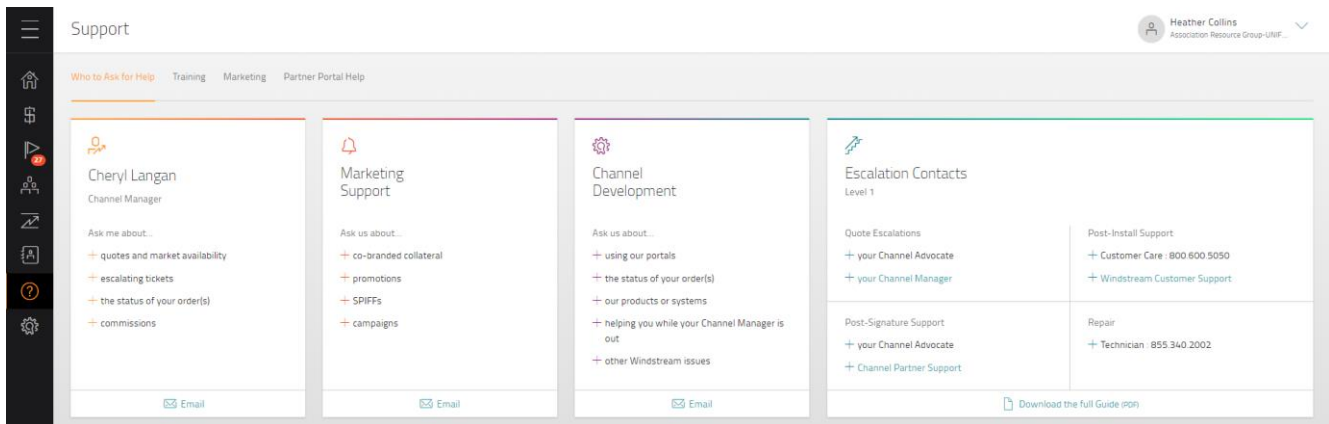 Support
Heather Collins
Association Resource Group-UNIF...
Who to Ask for Help
Training
Marketing
Partner Portal Help
27
Cheryl Langan
Channel Manager
Ask me about...
quotes and market availability
escalating tickets
the status of your order(s)
commissions
Email
Marketing
Support
Ask us about...
co-branded collateral
promotions
SPIFFs
campaigns
Email
Channel
Development
Ask us about...
using our portals
the status of your order(s)
our products or systems
helping you while your Channel Manager is
out
other Windstream issues
Email
Escalation Contacts
Level 1
Quote Escalations
your Channel Advocate
your Channel Manager
Post-Install Support
Customer Care : 800.600.5050
Windstream Customer Support
Post-Signature Support
your Channel Advocate
Channel Partner Support
Repair
Technician : 855.340.2002
Download the full Guide (PDF)